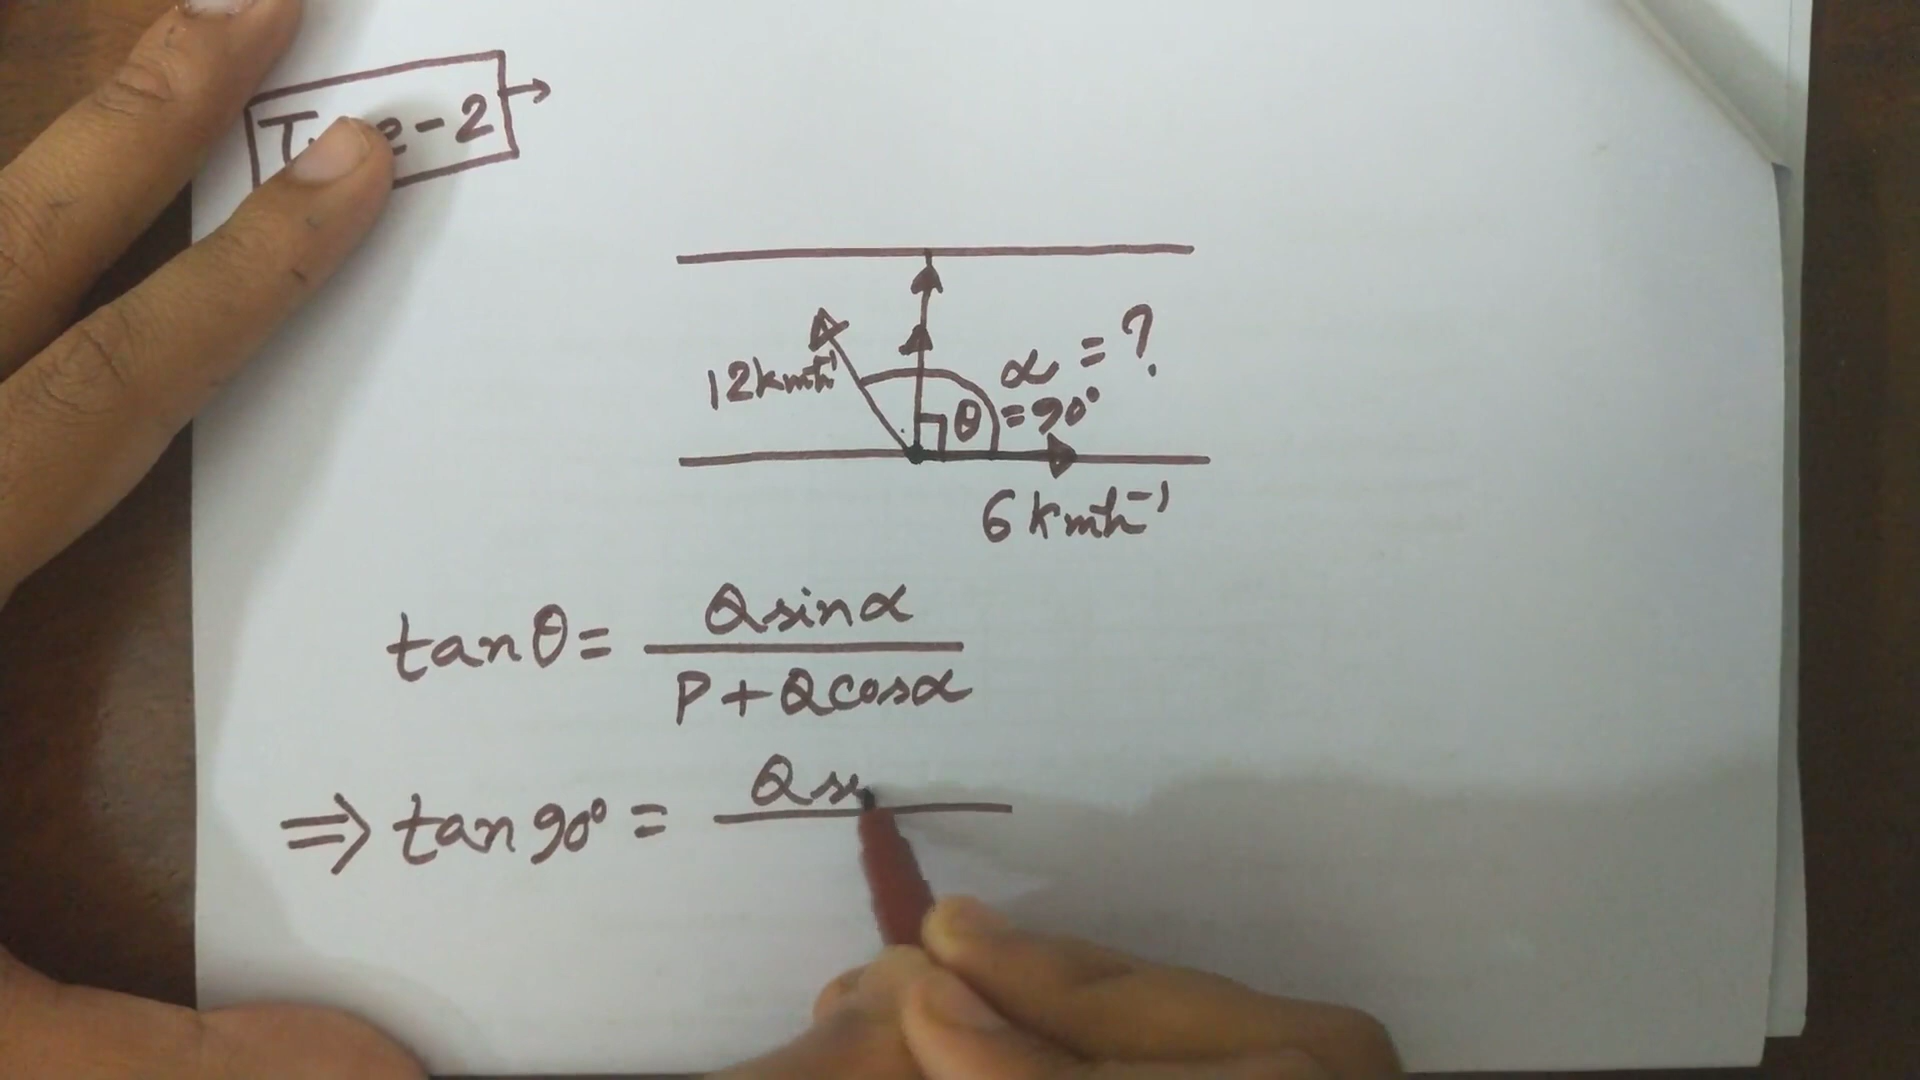 -2
α = ?
12kmh⁻¹
θ = 90°
6 kmh⁻¹
tanθ = Qsinα / P + Qcosα
⇒ tan 90° = Q